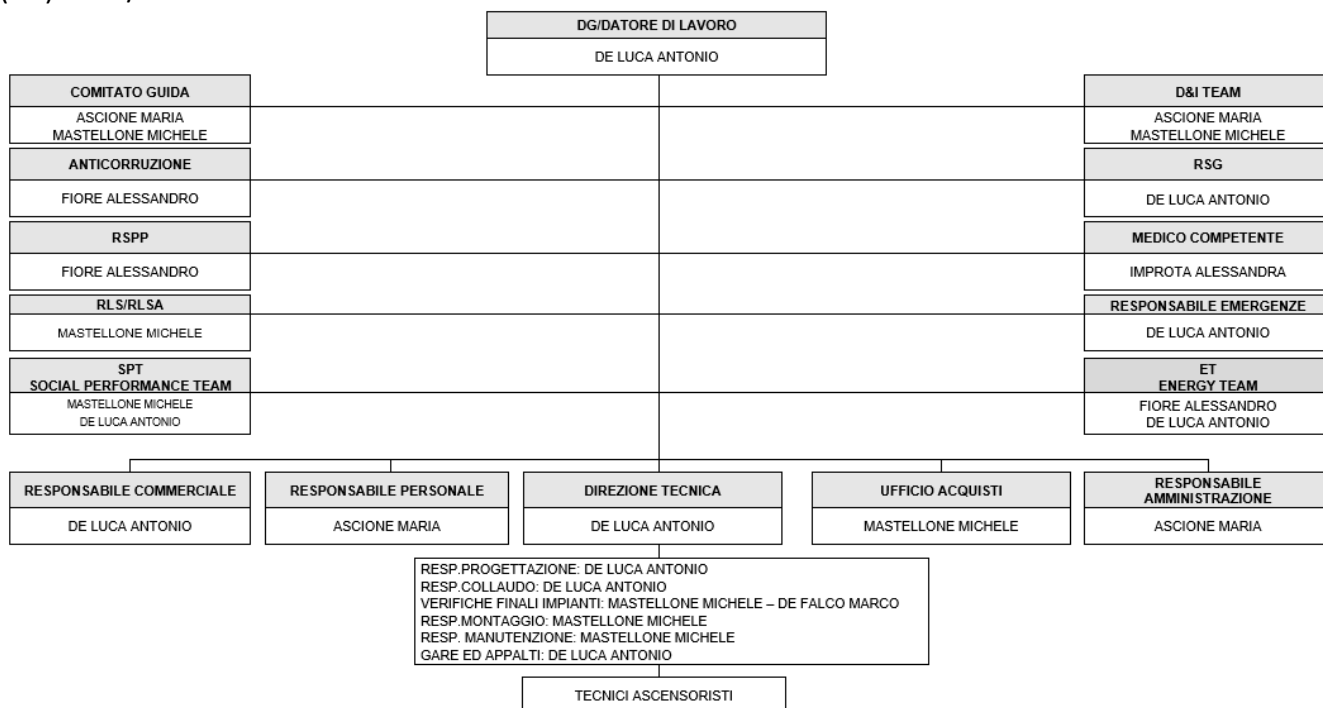 DG/DATORE DI LAVORO
DE LUCA ANTONIO
COMITATO GUIDA
ASCIONE MARIA
MASTELLONE MICHELE
D&I TEAM
ASCIONE MARIA
MASTELLONE MICHELE
ANTICORRUZIONE
FIORE ALESSANDRO
RSG
DE LUCA ANTONIO
RSPP
FIORE ALESSANDRO
MEDICO COMPETENTE
IMPROTA ALESSANDRA
RLS/RLSA
MASTELLONE MICHELE
RESPONSABILE EMERGENZE
DE LUCA ANTONIO
SPT
SOCIAL PERFORMANCE TEAM
MASTELLONE MICHELE
DE LUCA ANTONIO
ET
ENERGY TEAM
FIORE ALESSANDRO
DE LUCA ANTONIO
RESPONSABILE COMMERCIALE
DE LUCA ANTONIO
RESPONSABILE PERSONALE
ASCIONE MARIA
DIREZIONE TECNICA
DE LUCA ANTONIO
UFFICIO ACQUISTI
MASTELLONE MICHELE
RESPONSABILE
AMMINISTRAZIONE
ASCIONE MARIA
RESP.PROGETTAZIONE: DE LUCA ANTONIO
RESP.COLLAUDO: DE LUCA ANTONIO
VERIFICHE FINALI IMPIANTI: MASTELLONE MICHELE – DE FALCO MARCO
RESP.MONTAGGIO: MASTELLONE MICHELE
RESP. MANUTENZIONE: MASTELLONE MICHELE
GARE ED APPALTI: DE LUCA ANTONIO
TECNICI ASCENSORISTI